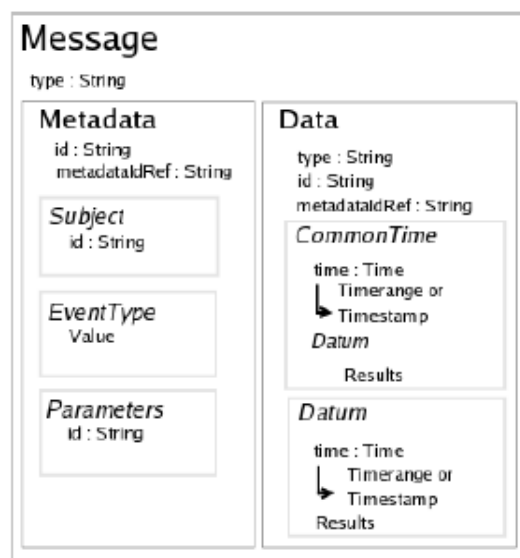 Message
type : String
Metadata
id : String
metadataIdRef : String
Subject
id : String
EventType
Value
Parameters
id : String
Data
type : String
id : String
metadataIdRef : String
CommonTime
time : Time
Timerange or
Timestamp
Datum
Results
Datum
time : Time
Timerange or
Timestamp
Results